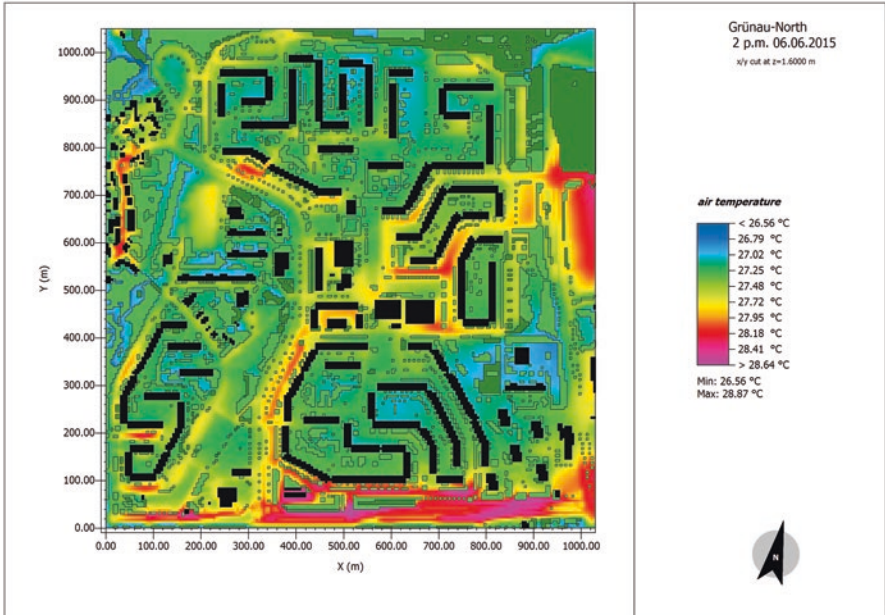 Grünau-North
2 p.m. 06.06.2015
x/y cut at z=1.6000 m
1000.00
900.00
800.00
700.00
600.00
500.00
400.00
300.00
200.00
100.00
0.00
Y (m)
0.00 100.00 200.00 300.00 400.00 500.00 600.00 700.00 800.00 900.00 1000.00
X (m)
air temperature
< 26.56 °C
26.79 °C
27.02 °C
27.25 °C
27.48 °C
27.72 °C
27.95 °C
28.18 °C
28.41 °C
> 28.64 °C
Min: 26.56 °C
Max: 28.87 °C
N